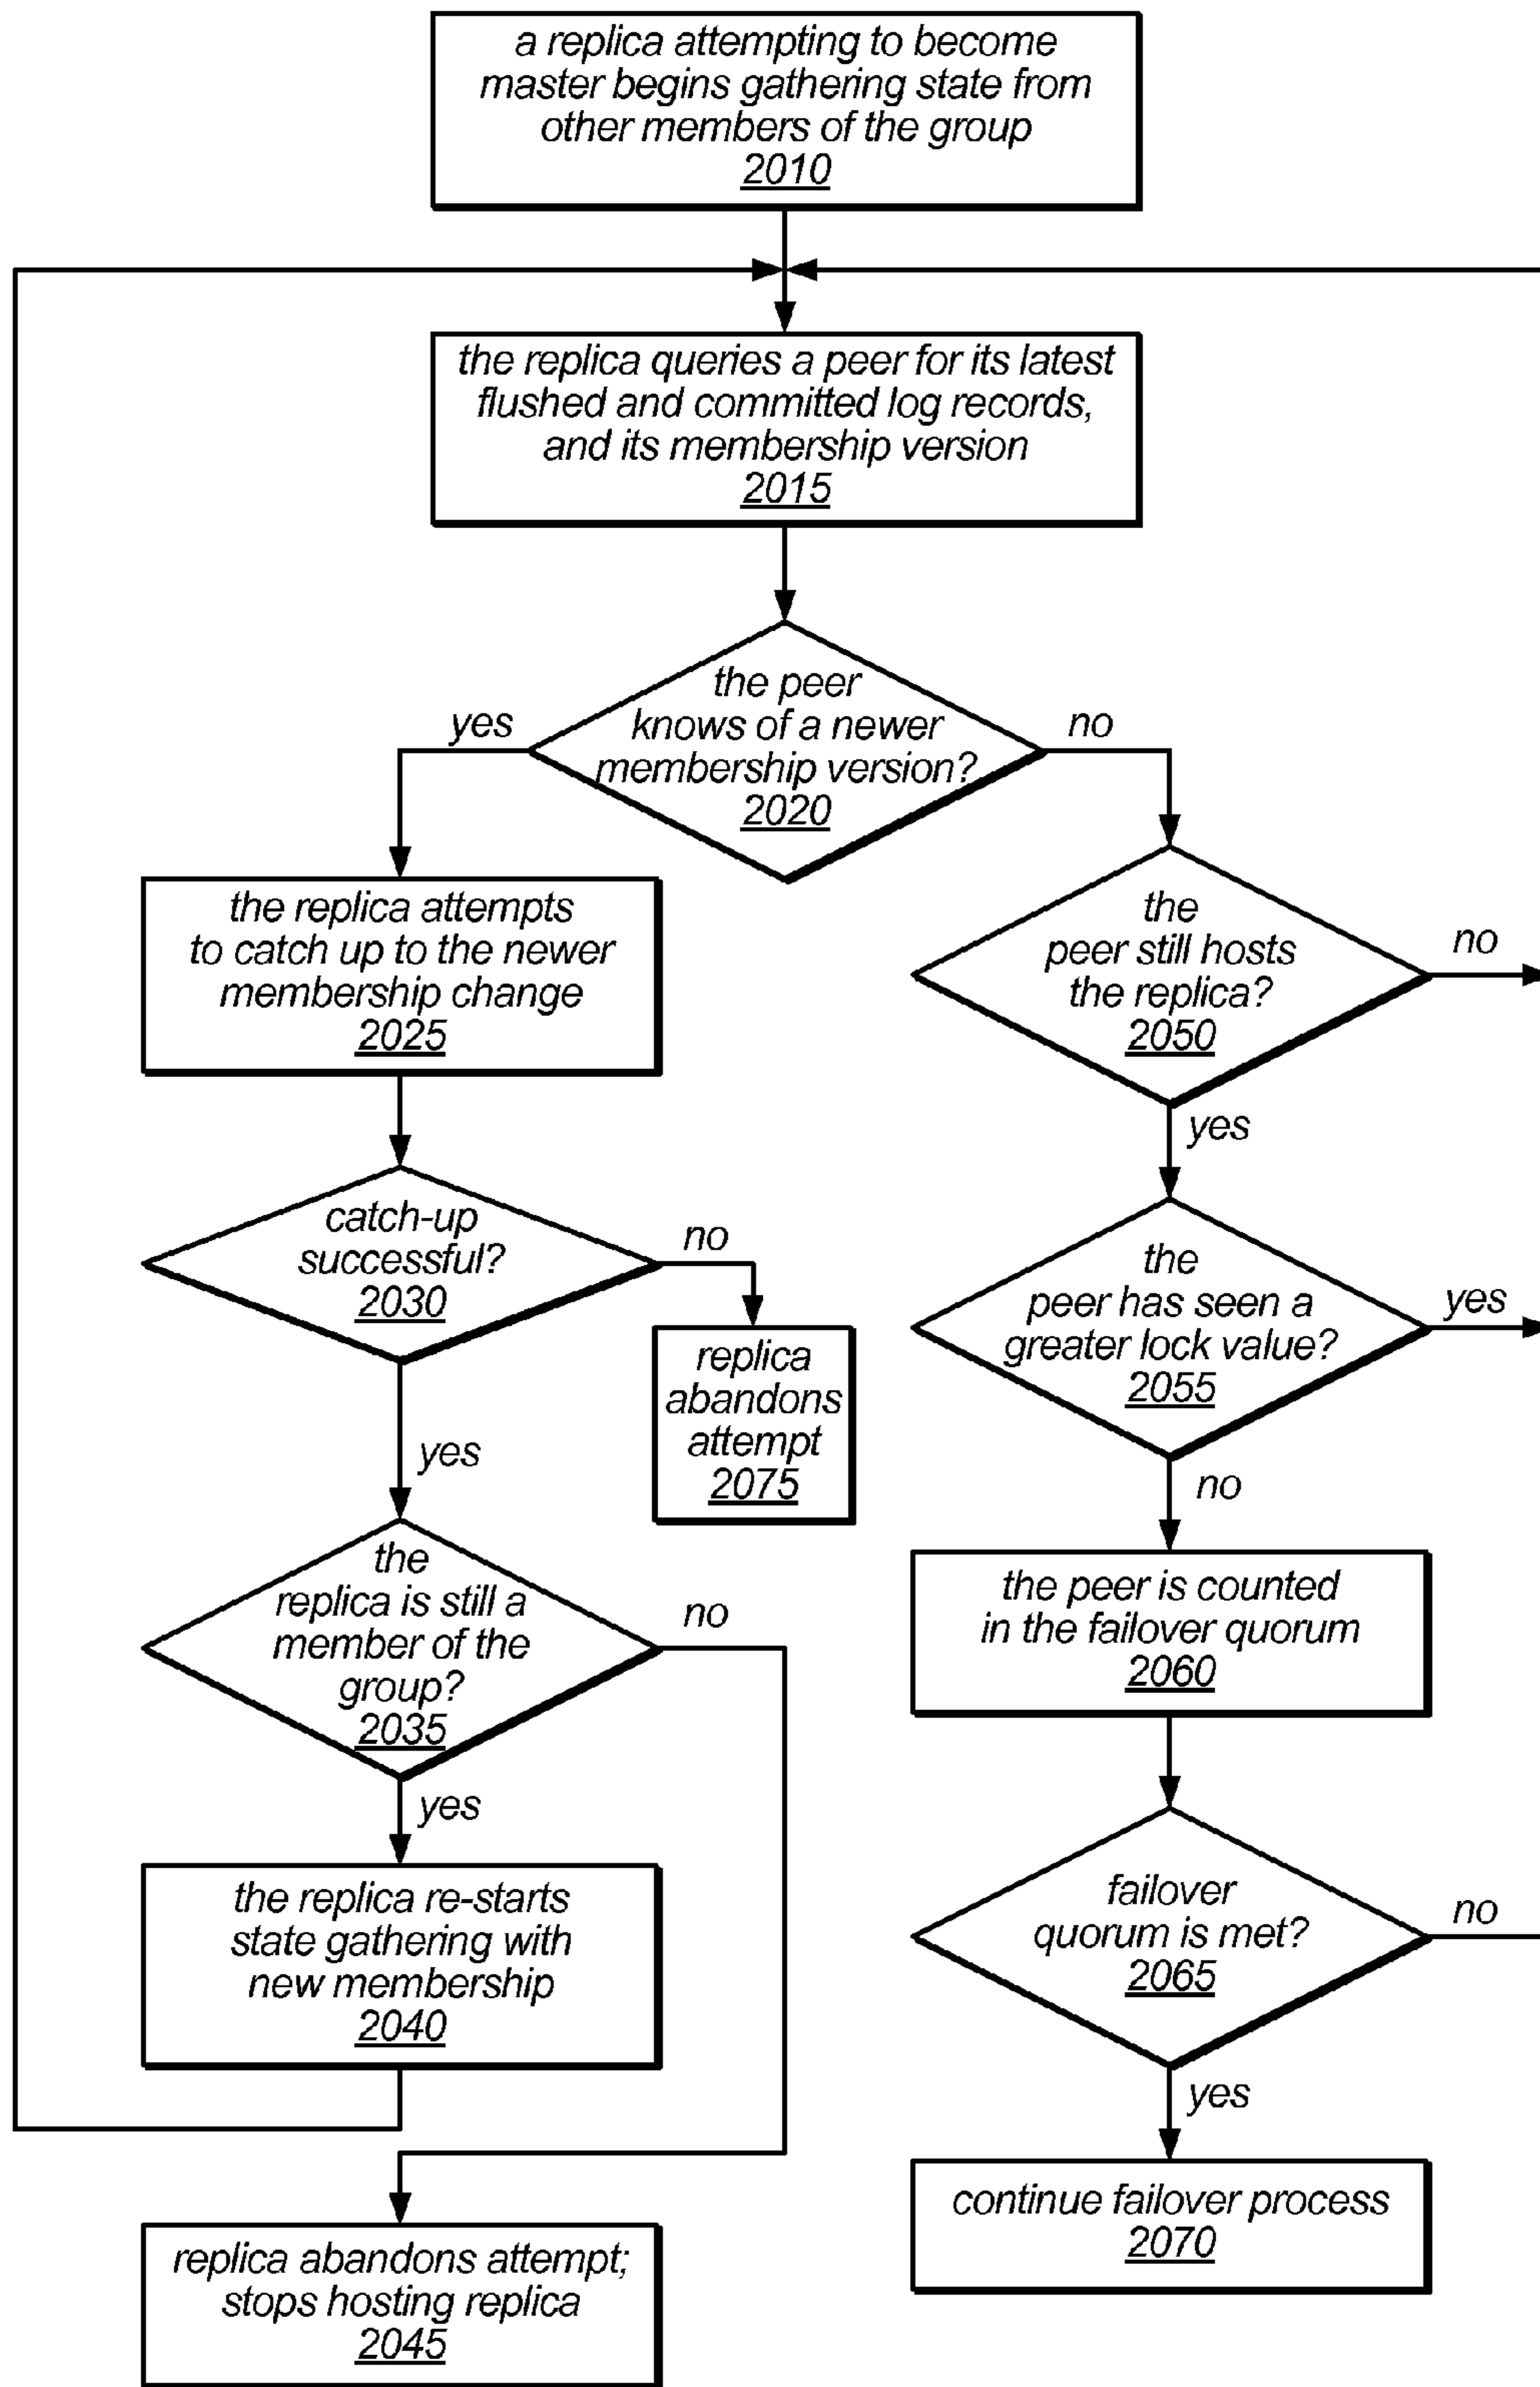 a replica attempting to become
master begins gathering state from
other members of the group
2010
the replica queries a peer for its latest
flushed and committed log records,
and its membership version
2015
the peer
knows of a newer
membership version?
2020
yes
no
the replica attempts
to catch up to the newer
membership change
2025
the
peer still hosts
the replica?
2050
no
yes
catch-up
successful?
2030
no
yes
replica
abandons
attempt
2075
the
peer has seen a
greater lock value?
2055
yes
no
the
replica is still a
member of the
group?
2035
no
yes
the peer is counted
in the failover quorum
2060
the replica re-starts
state gathering with
new membership
2040
failover
quorum is met?
2065
no
yes
replica abandons attempt;
stops hosting replica
2045
continue failover process
2070